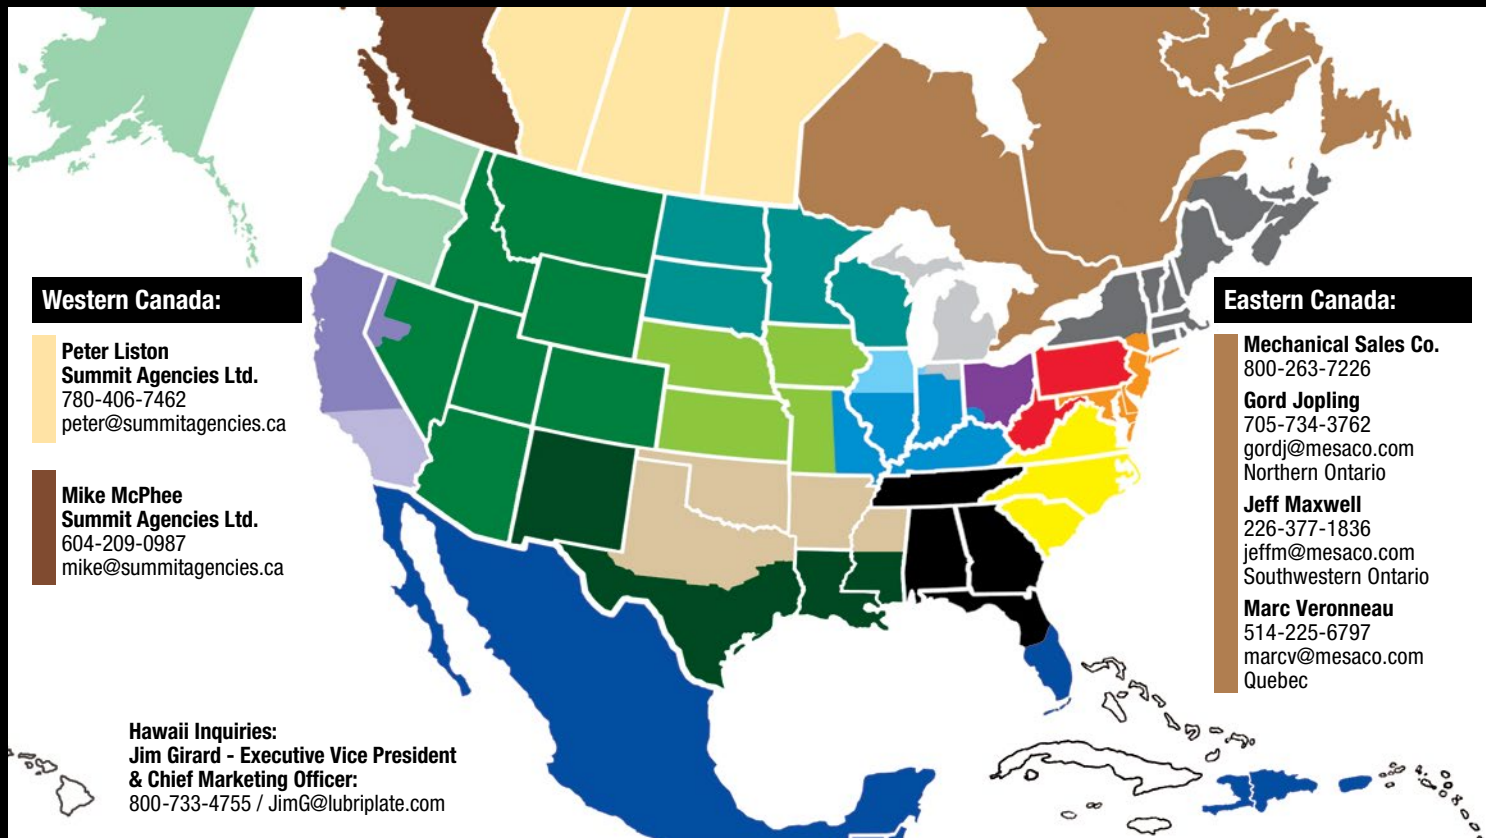 Western Canada:
Peter Liston
Summit Agencies Ltd.
780-406-7462
peter@summitagencies.ca
Mike McPhee
Summit Agencies Ltd.
604-209-0987
mike@summitagencies.ca
Hawaii Inquiries:
Jim Girard - Executive Vice President
& Chief Marketing Officer:
800-733-4755 / JimG@lubriplate.com
Eastern Canada:
Mechanical Sales Co.
800-263-7226
Gord Jopling
705-734-3762
gordj@mesaco.com
Northern Ontario
Jeff Maxwell
226-377-1836
jeffm@mesaco.com
Southwestern Ontario
Marc Veronneau
514-225-6797
marcv@mesaco.com
Quebec